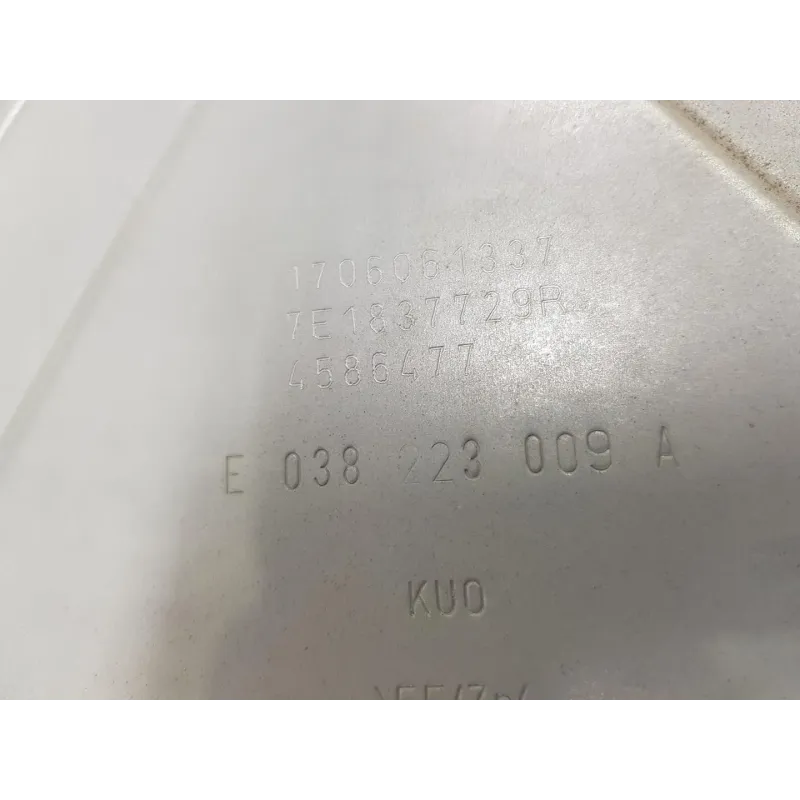 1706061337
7E1837729R
4586477
E 038 223 009 A
KUO